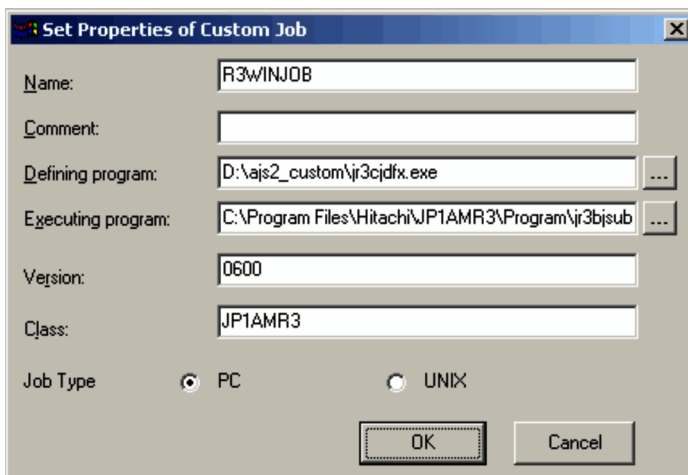 Set Properties of Custom Job
Name: R3WINJOB
Comment:
Defining program: D:\ajs2_custom\jr3cjdfx.exe ...
Executing program: C:\Program Files\Hitachi\JP1AMR3\Program\jr3bjsub ...
Version: 0600
Class: JP1AMR3
Job Type PC UNIX
OK Cancel